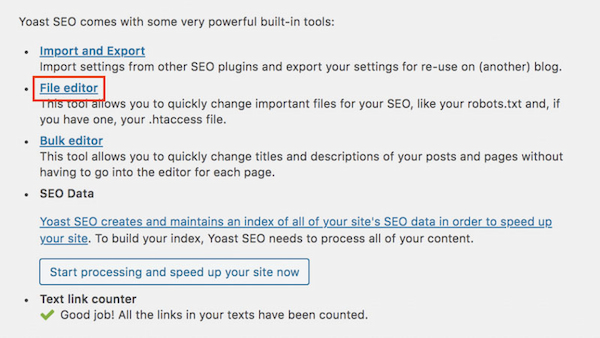 Yoast SEO comes with some very powerful built-in tools:
Import and Export
Import settings from other SEO plugins and export your settings for re-use on (another) blog.
File editor
This tool allows you to quickly change important files for your SEO, like your robots.txt and, if
you have one, your .htaccess file.
Bulk editor
This tool allows you to quickly change titles and descriptions of your posts and pages without
having to go into the editor for each page.
SEO Data
Yoast SEO creates and maintains an index of all of your site's SEO data in order to speed up
your site. To build your index, Yoast SEO needs to process all of your content.
Start processing and speed up your site now
Text link counter
Good job! All the links in your texts have been counted.